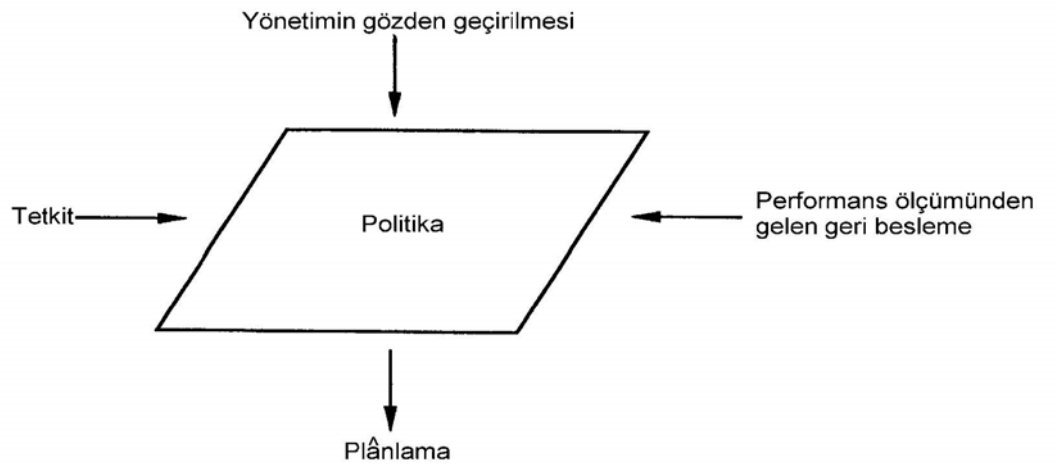 Yönetimin gözden geçirilmesi
Tetkit
Politika
Performans ölçümünden
gelen geri besleme
Plânlama